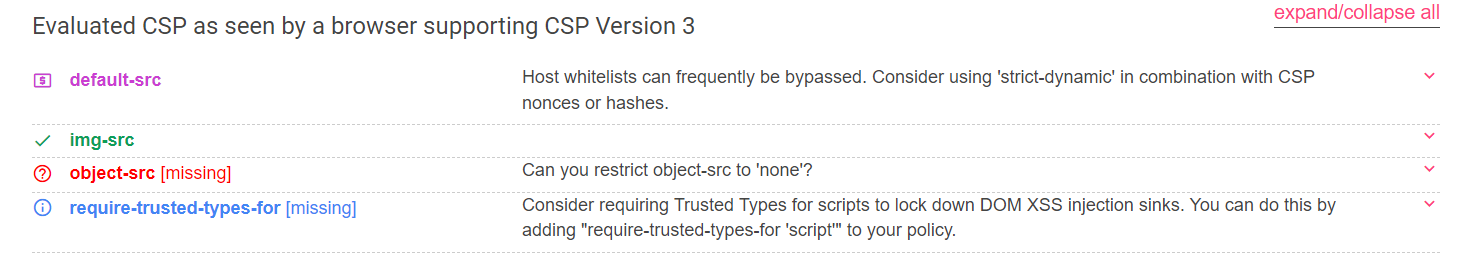 expand/collapse all
Evaluated CSP as seen by a browser supporting CSP Version 3
default-src
Host whitelists can frequently be bypassed. Consider using 'strict-dynamic' in combination with CSP
nonces or hashes.
img-src
object-src [missing]
Can you restrict object-src to 'none'?
require-trusted-types-for [missing]
Consider requiring Trusted Types for scripts to lock down DOM XSS injection sinks. You can do this by
adding "require-trusted-types-for 'script'" to your policy.